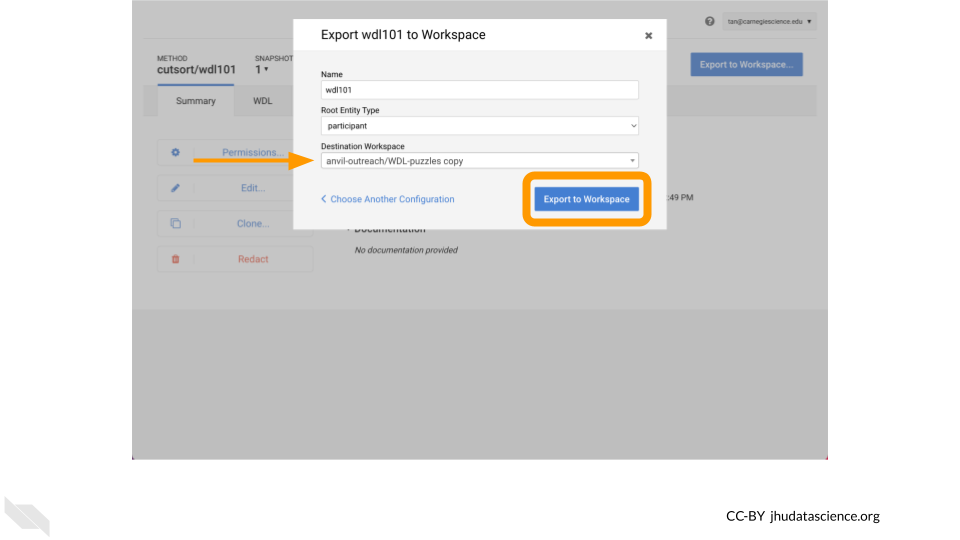 tan@carnegiescience.edu
Export wdl101 to Workspace
METHOD
SNAPSHOT
cutsort/wdl101
1
Export to Workspace...
Name
wdl101
Summary
WDL
Root Entity Type
participant
Destination Workspace
Permissions...
anvil-outreach/WDL-puzzles copy
Edit...
Choose Another Configuration
Export to Workspace
:49 PM
Clone...
Documentation
No documentation provided
Redact
CC-BY jhudatascience.org